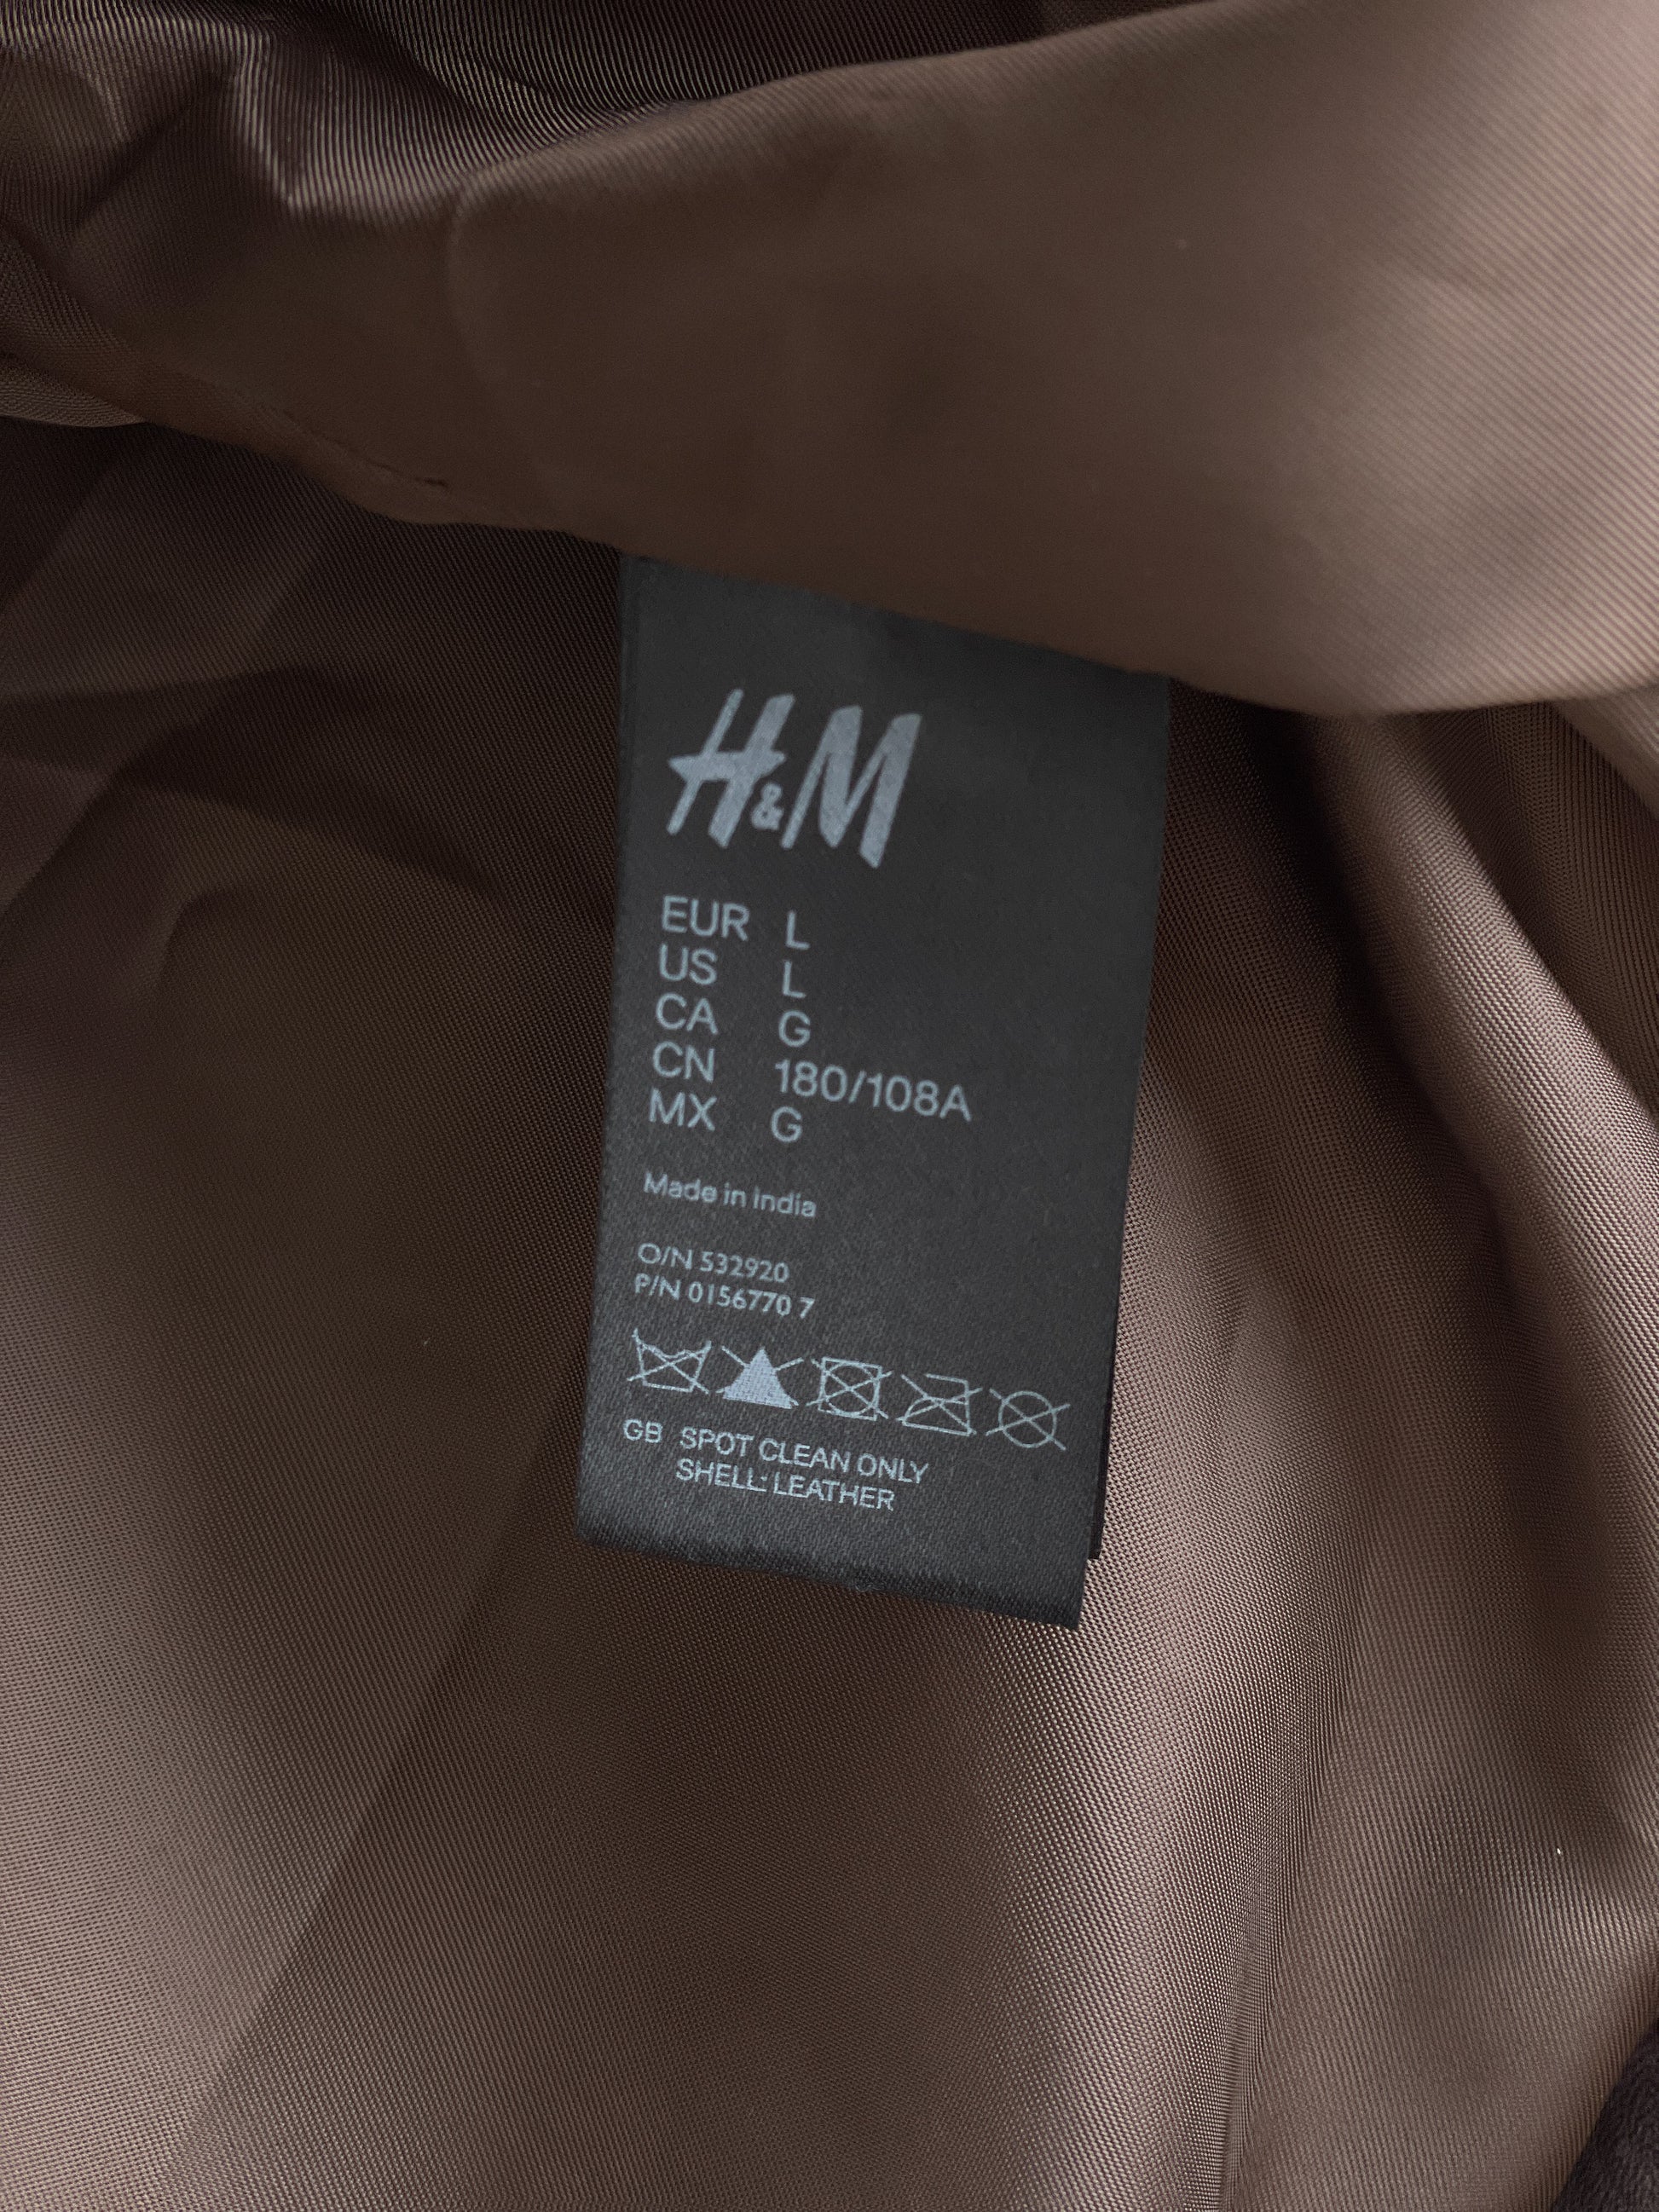 H&M
EUR L
US L
CA G
CN 180/108A
MX G
Made in India
O/N 532920
P/N 0156770 7
GB SPOT CLEAN ONLY
SHELL: LEATHER